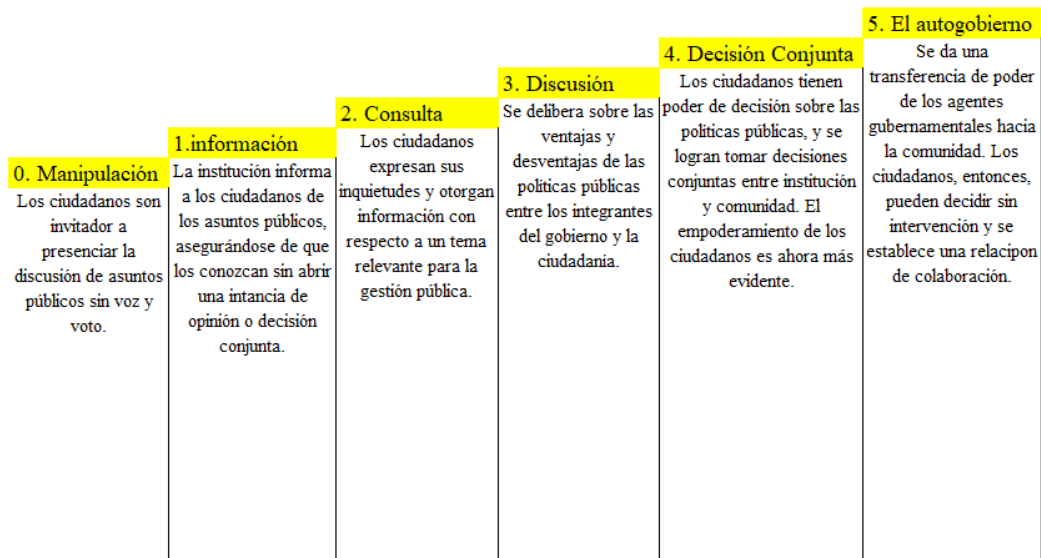 0. Manipulación
Los ciudadanos son
invitador a
presenciar la
discusión de asuntos
públicos sin voz y
voto.
1.información
La institución informa
a los ciudadanos de
los asuntos públicos,
asegurándose de que
los conozcan sin abrir
una intancia de
opinión o decisión
conjunta.
2. Consulta
Los ciudadanos
expresan sus
inquietudes y otorgan
información con
respecto a un tema
relevante para la
gestión pública.
3. Discusión
Se delibera sobre las
ventajas y
desventajas de las
políticas públicas
entre los integrantes
del gobierno y la
ciudadanía.
4. Decisión Conjunta
Los ciudadanos tienen
poder de decisión sobre las
políticas públicas, y se
logran tomar decisiones
conjuntas entre institución
y comunidad. El
empoderamiento de los
ciudadanos es ahora más
evidente.
5. El autogobierno
Se da una
transferencia de poder
de los agentes
gubernamentales hacia
la comunidad. Los
ciudadanos, entonces,
pueden decidir sin
intervención y se
establece una relacipon
de colaboración.